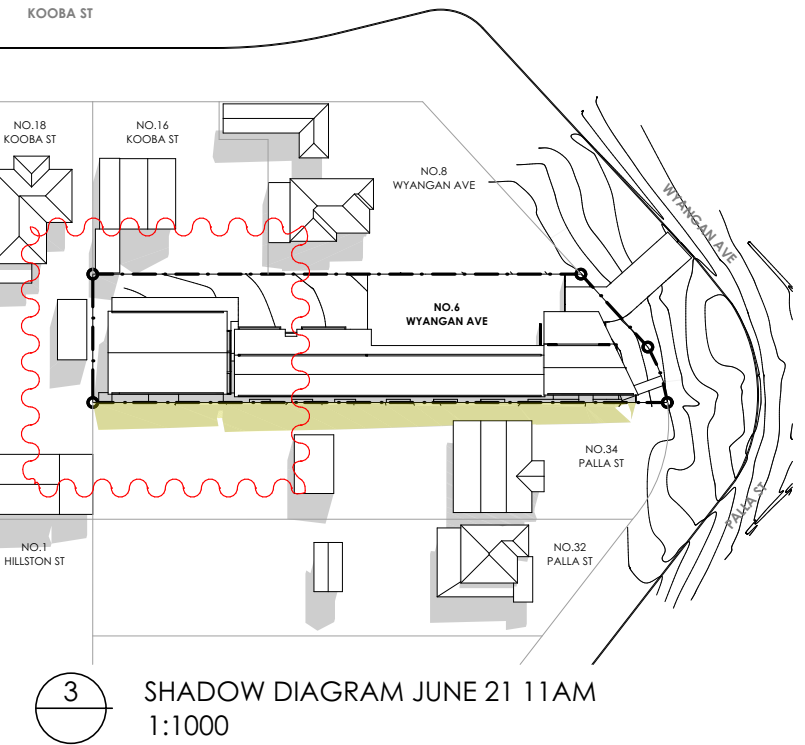 KOOBA ST
NO.18
KOOBA ST
NO.16
KOOBA ST
NO.8
WYANGAN AVE
WYANGAN AVE
NO.6
WYANGAN AVE
NO.34
PALLA ST
PALLA ST
NO.1
HILLSTON ST
NO.32
PALLA ST
3
SHADOW DIAGRAM JUNE 21 11AM
1:1000